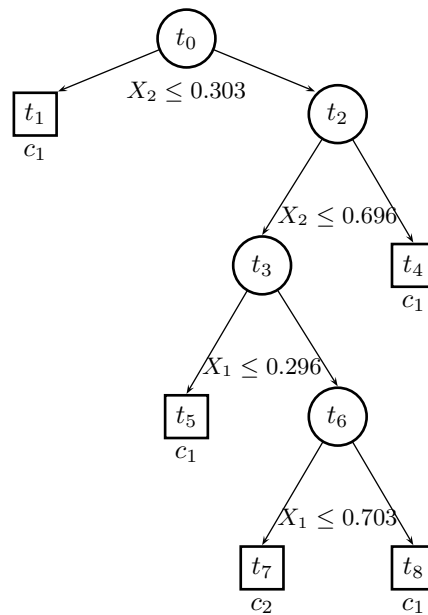 t₀
X₂ ≤ 0.303
t₁
t₂
c₁
X₂ ≤ 0.696
t₃
t₄
c₁
X₁ ≤ 0.296
t₅
t₆
c₁
X₁ ≤ 0.703
t₇
t₈
c₂
c₁